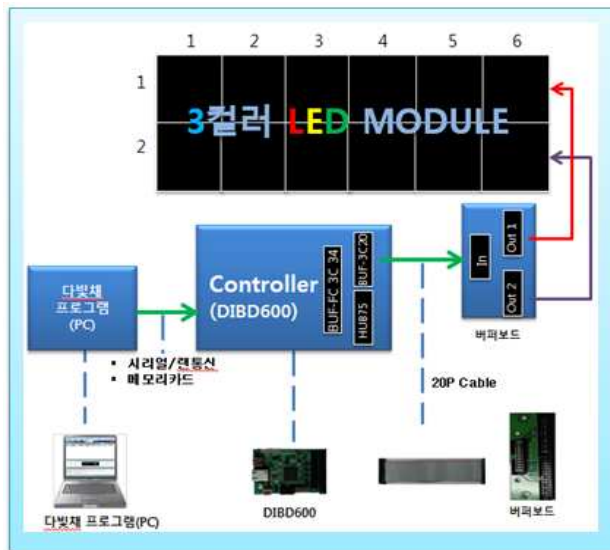 1 2 3 4 5 6
1
3컬러 LED MODULE
2
다빛채
프로그램
(PC)
Controller
(DIBD600)
BUF-FC 3C 34
BUF-3C20
HUB75
In
Out 1
Out 2
버퍼보드
시리얼/랜통신
메모리카드
20P Cable
다빛채 프로그램(PC)
DIBD600
버퍼보드